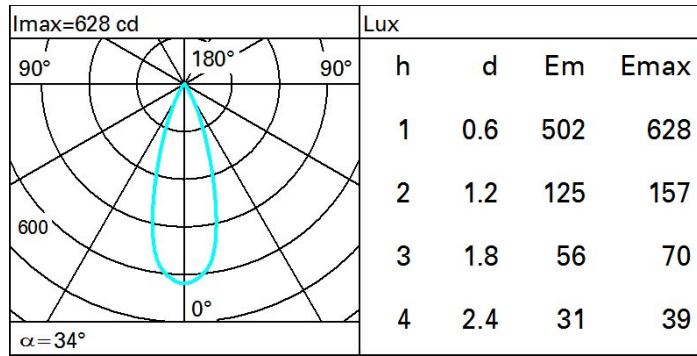 Imax=628 cd
Lux
90° 180° 90°
600
0°
α=34°
h d Em Emax
1 0.6 502 628
2 1.2 125 157
3 1.8 56 70
4 2.4 31 39